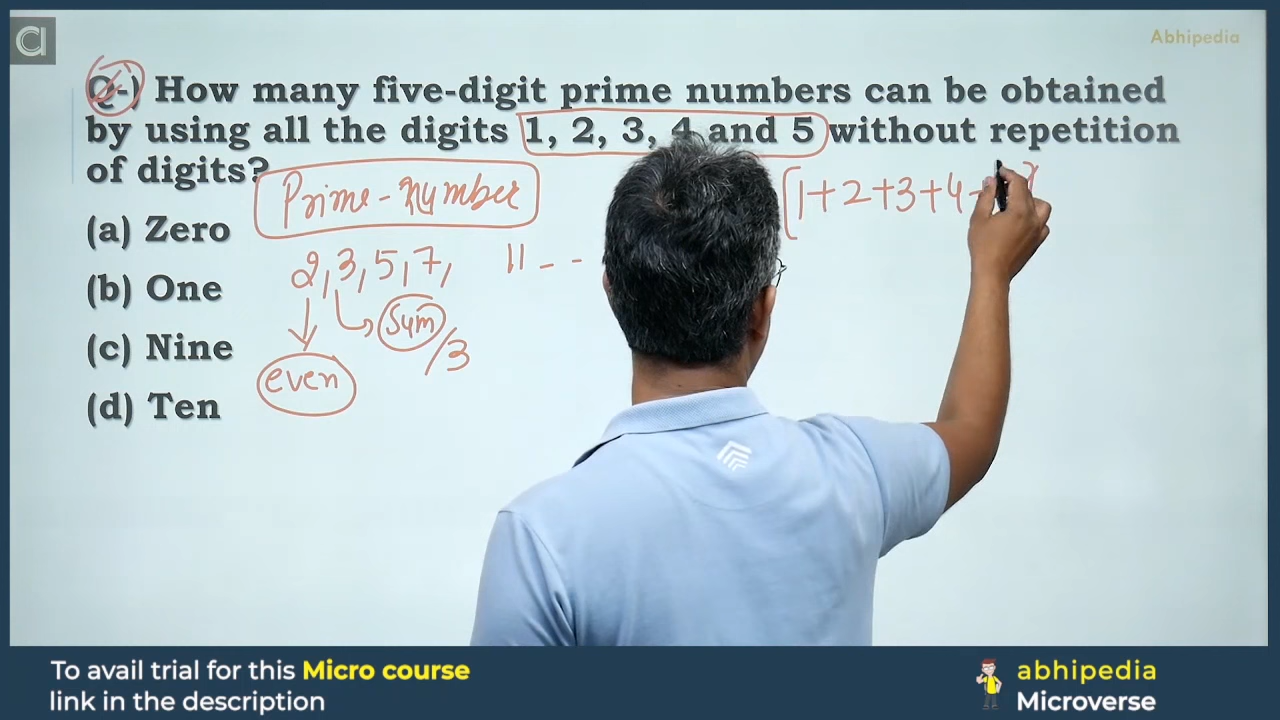 Abhipedia
Q-) How many five-digit prime numbers can be obtained
by using all the digits 1, 2, 3, 4 and 5 without repetition
of digits?
Prime-number
[1+2+3+4
(a) Zero
2, 3, 5, 7, 11 - -
(b) One
sum/3
(c) Nine
even
(d) Ten
To avail trial for this Micro course
link in the description
abhipedia
Microverse